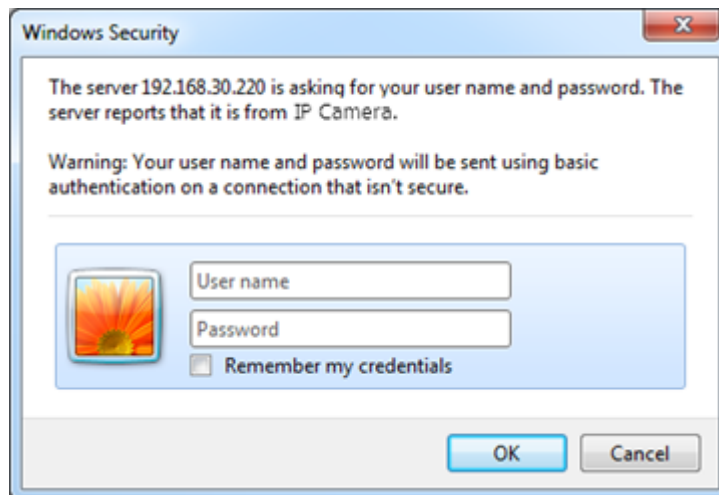 Windows Security
The server 192.168.30.220 is asking for your user name and password. The
server reports that it is from IP Camera.
Warning: Your user name and password will be sent using basic
authentication on a connection that isn't secure.
User name
Password
Remember my credentials
OK
Cancel